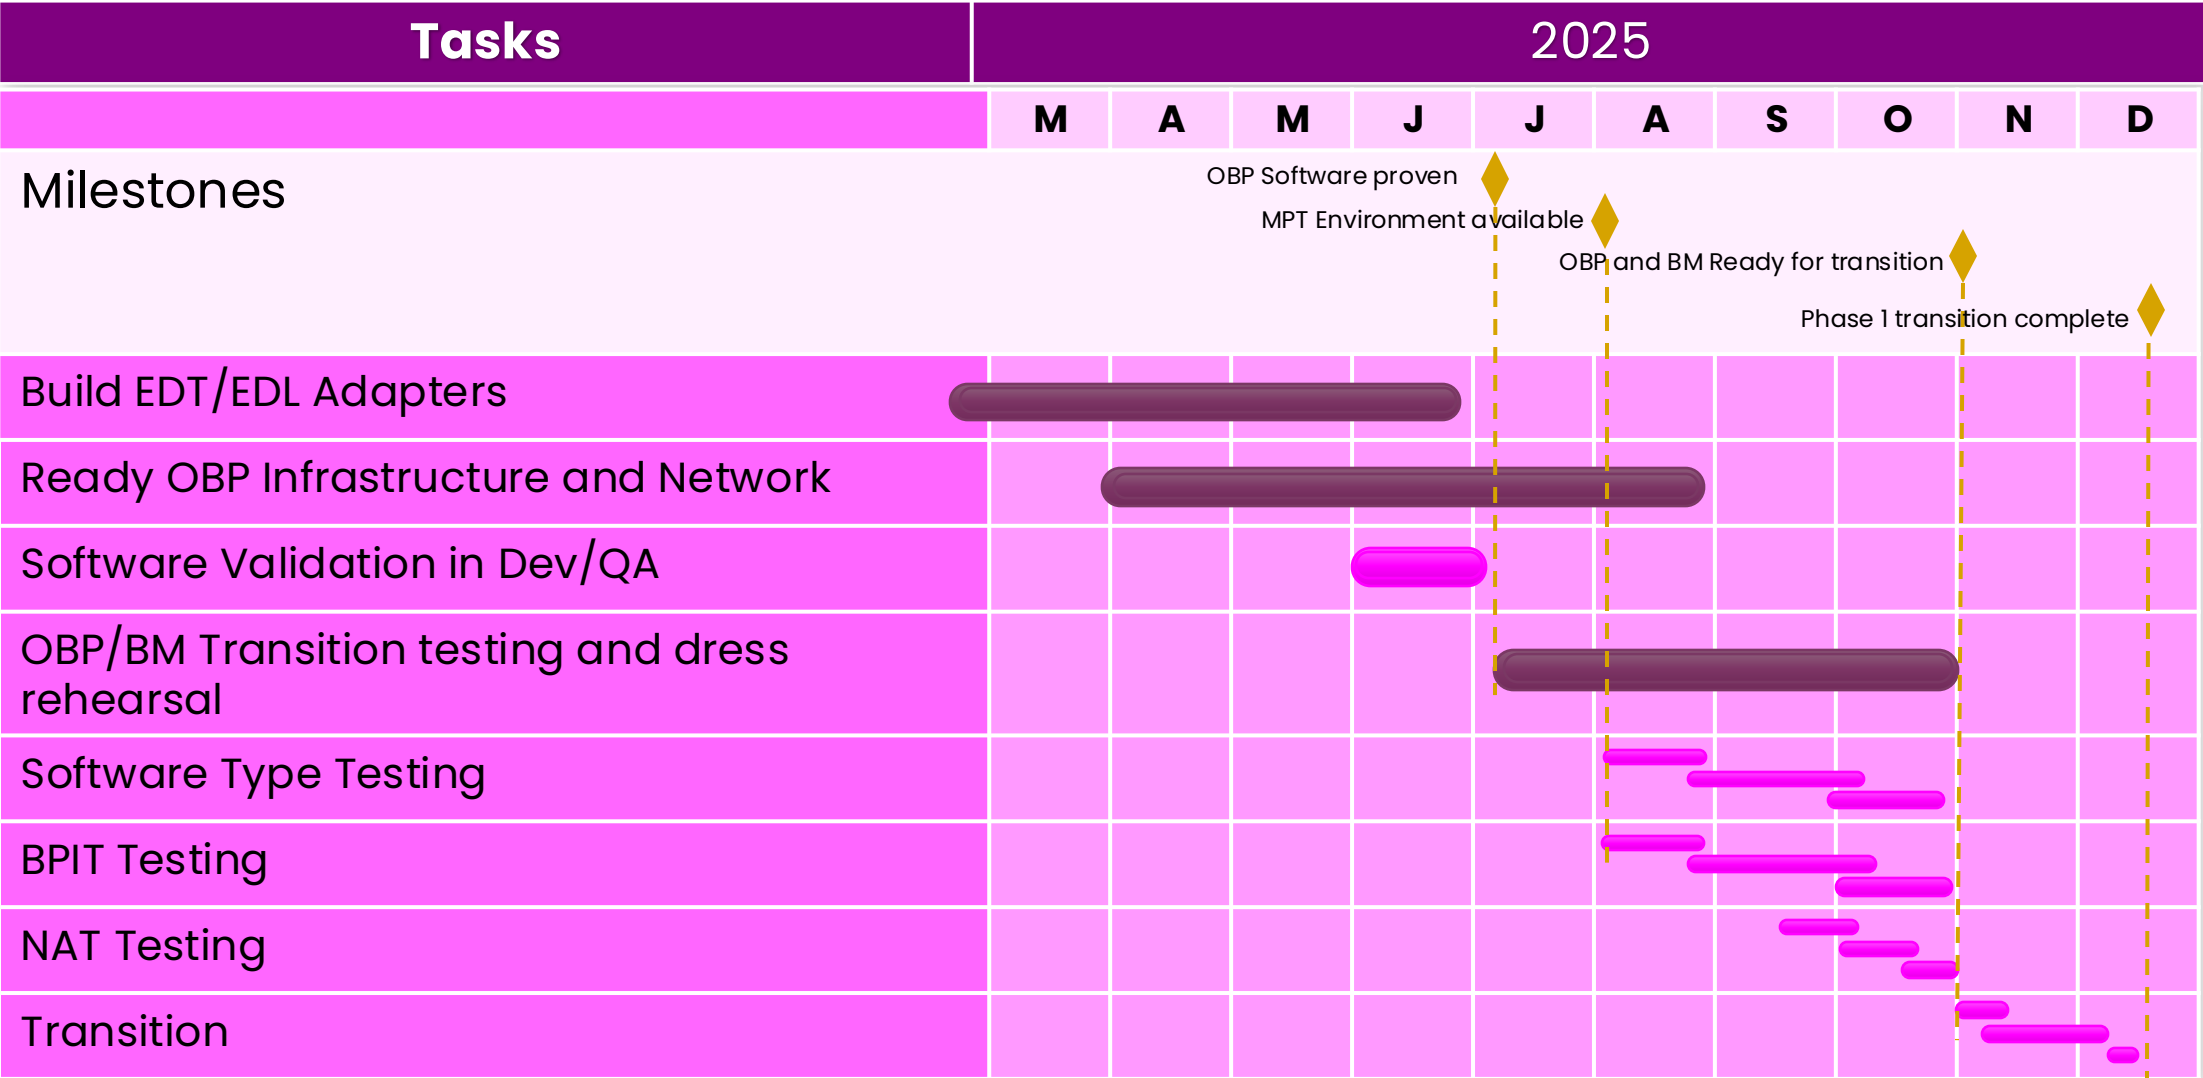 Tasks
2025
M A M J J A S O N D
Milestones
OBP Software proven
MPT Environment available
OBP and BM Ready for transition
Phase 1 transition complete
Build EDT/EDL Adapters
Ready OBP Infrastructure and Network
Software Validation in Dev/QA
OBP/BM Transition testing and dress
rehearsal
Software Type Testing
BPIT Testing
NAT Testing
Transition